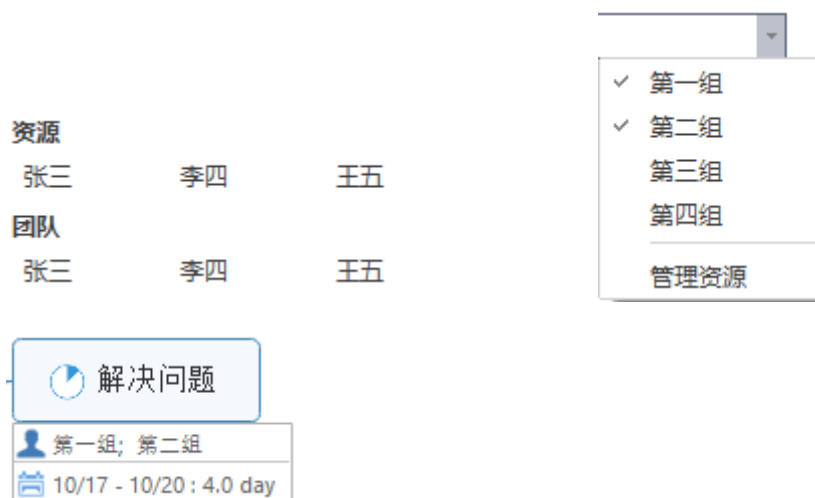 资源
张三 李四 王五
团队
张三 李四 王五
第一组
第二组
第三组
第四组
管理资源
解决问题
第一组; 第二组
10/17 - 10/20 : 4.0 day